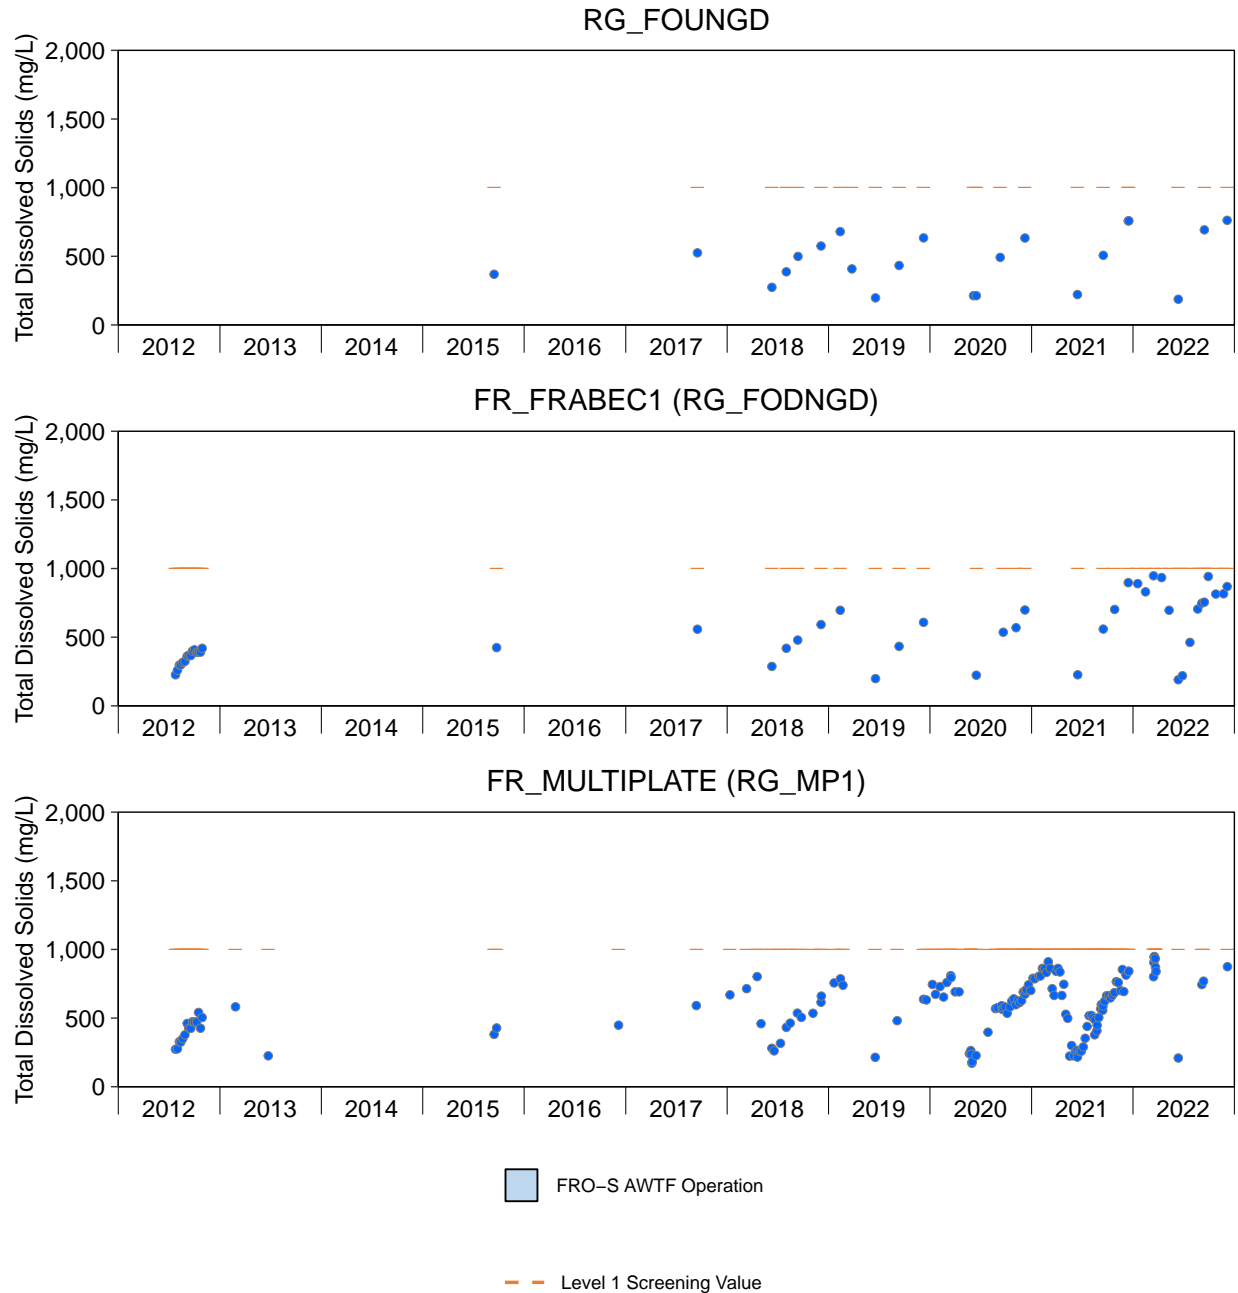 RG_FOUNGD
Total Dissolved Solids (mg/L)
2,000
1,500
1,000
500
0
2012 2013 2014 2015 2016 2017 2018 2019 2020 2021 2022
FR_FRABEC1 (RG_FODNGD)
Total Dissolved Solids (mg/L)
2,000
1,500
1,000
500
0
2012 2013 2014 2015 2016 2017 2018 2019 2020 2021 2022
FR_MULTIPLATE (RG_MP1)
Total Dissolved Solids (mg/L)
2,000
1,500
1,000
500
0
2012 2013 2014 2015 2016 2017 2018 2019 2020 2021 2022
FRO−S AWTF Operation
Level 1 Screening Value